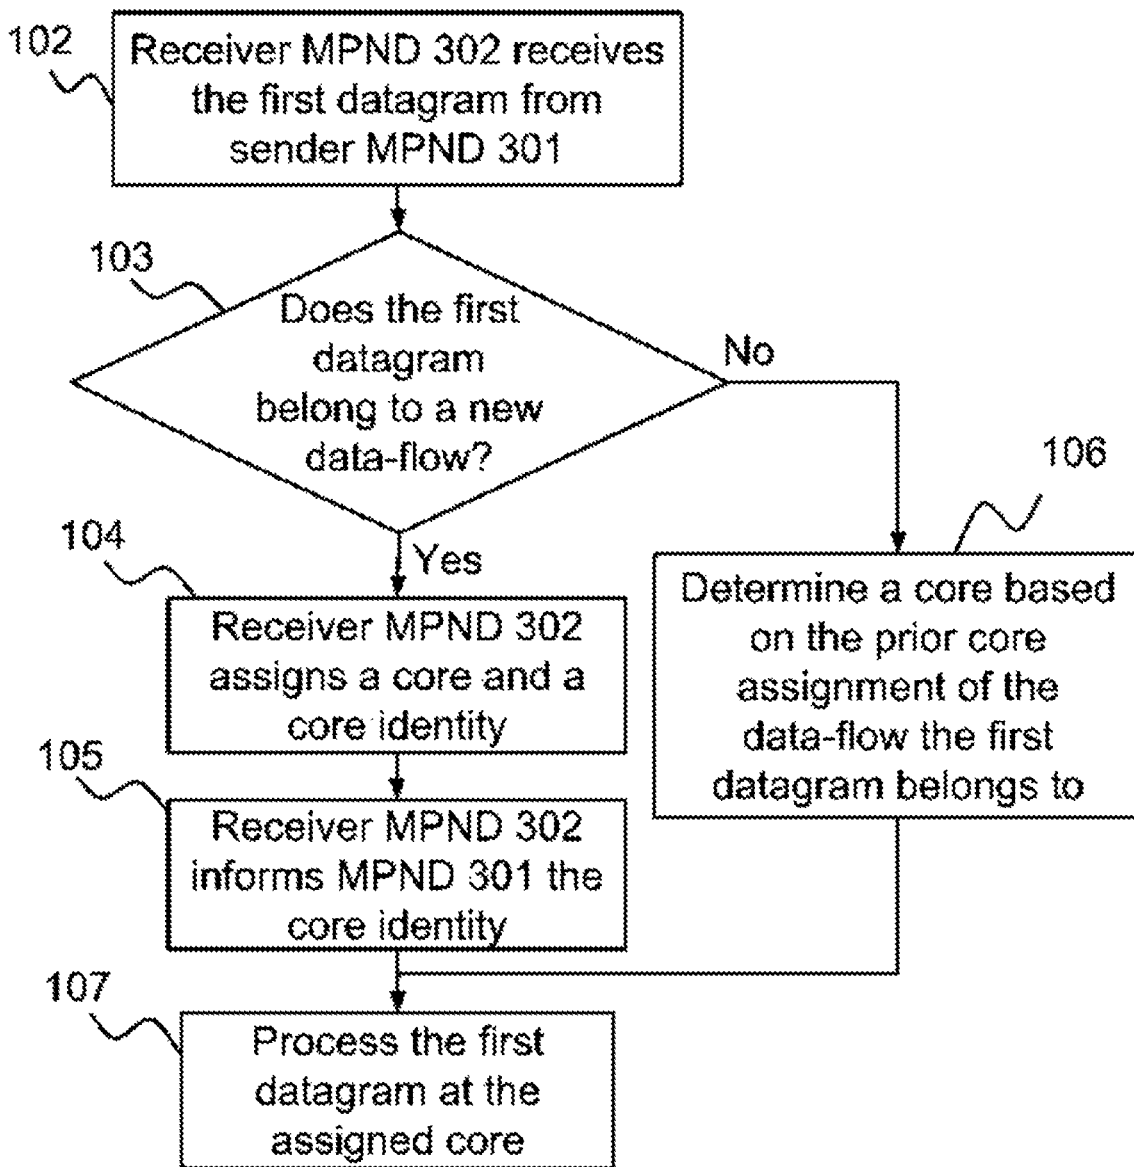 102
Receiver MPND 302 receives
the first datagram from
sender MPND 301
103
Does the first
datagram
belong to a new
data-flow?
No
Yes
104
Receiver MPND 302
assigns a core and a
core identity
106
Determine a core based
on the prior core
assignment of the
data-flow the first
datagram belongs to
105
Receiver MPND 302
informs MPND 301 the
core identity
107
Process the first
datagram at the
assigned core